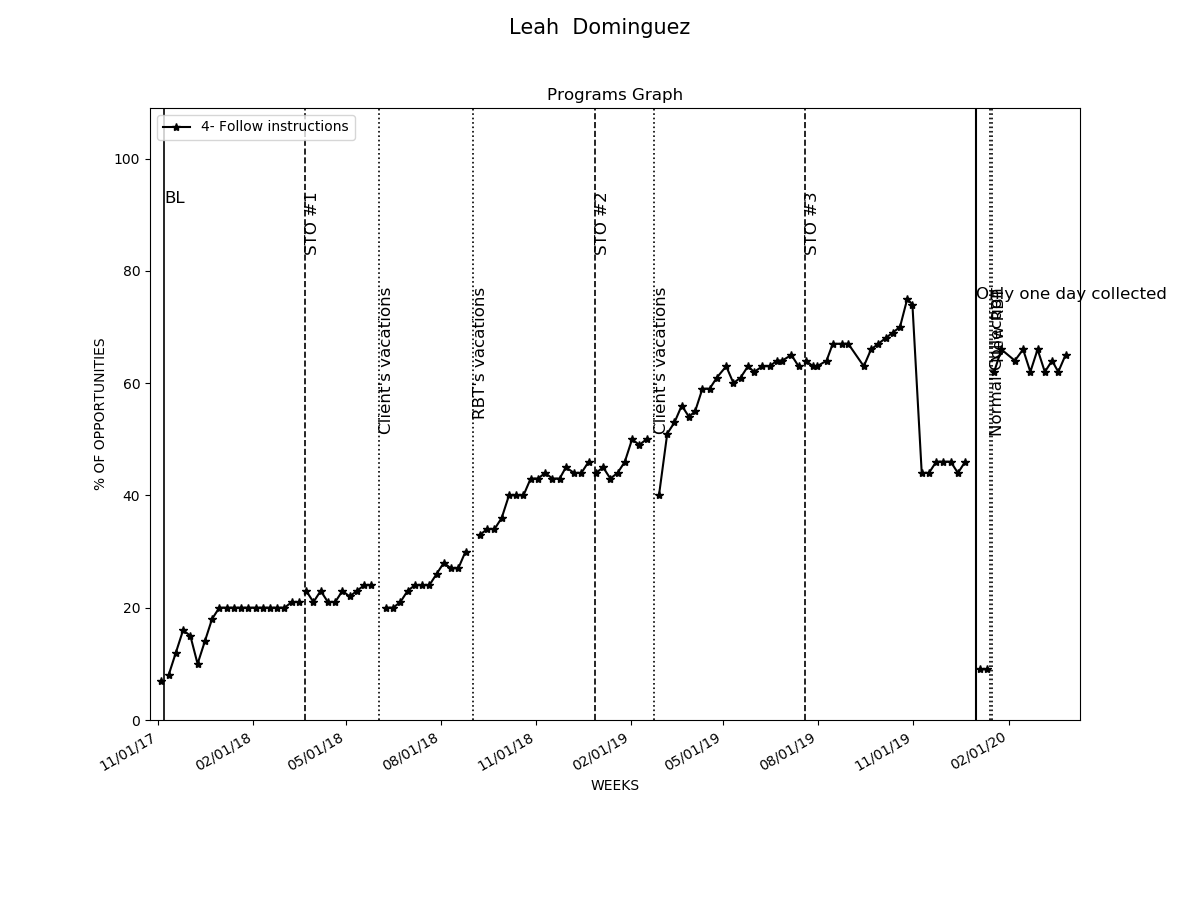 Leah  Dominguez
Programs Graph
4- Follow instructions
BL
STO #1
Client's vacations
RBT's vacations
STO #2
Client's vacations
STO #3
Only one day collected
Normal
New RBT
% OF OPPORTUNITIES
100
80
60
40
20
0
11/01/17
02/01/18
05/01/18
08/01/18
11/01/18
02/01/19
05/01/19
08/01/19
11/01/19
02/01/20
WEEKS